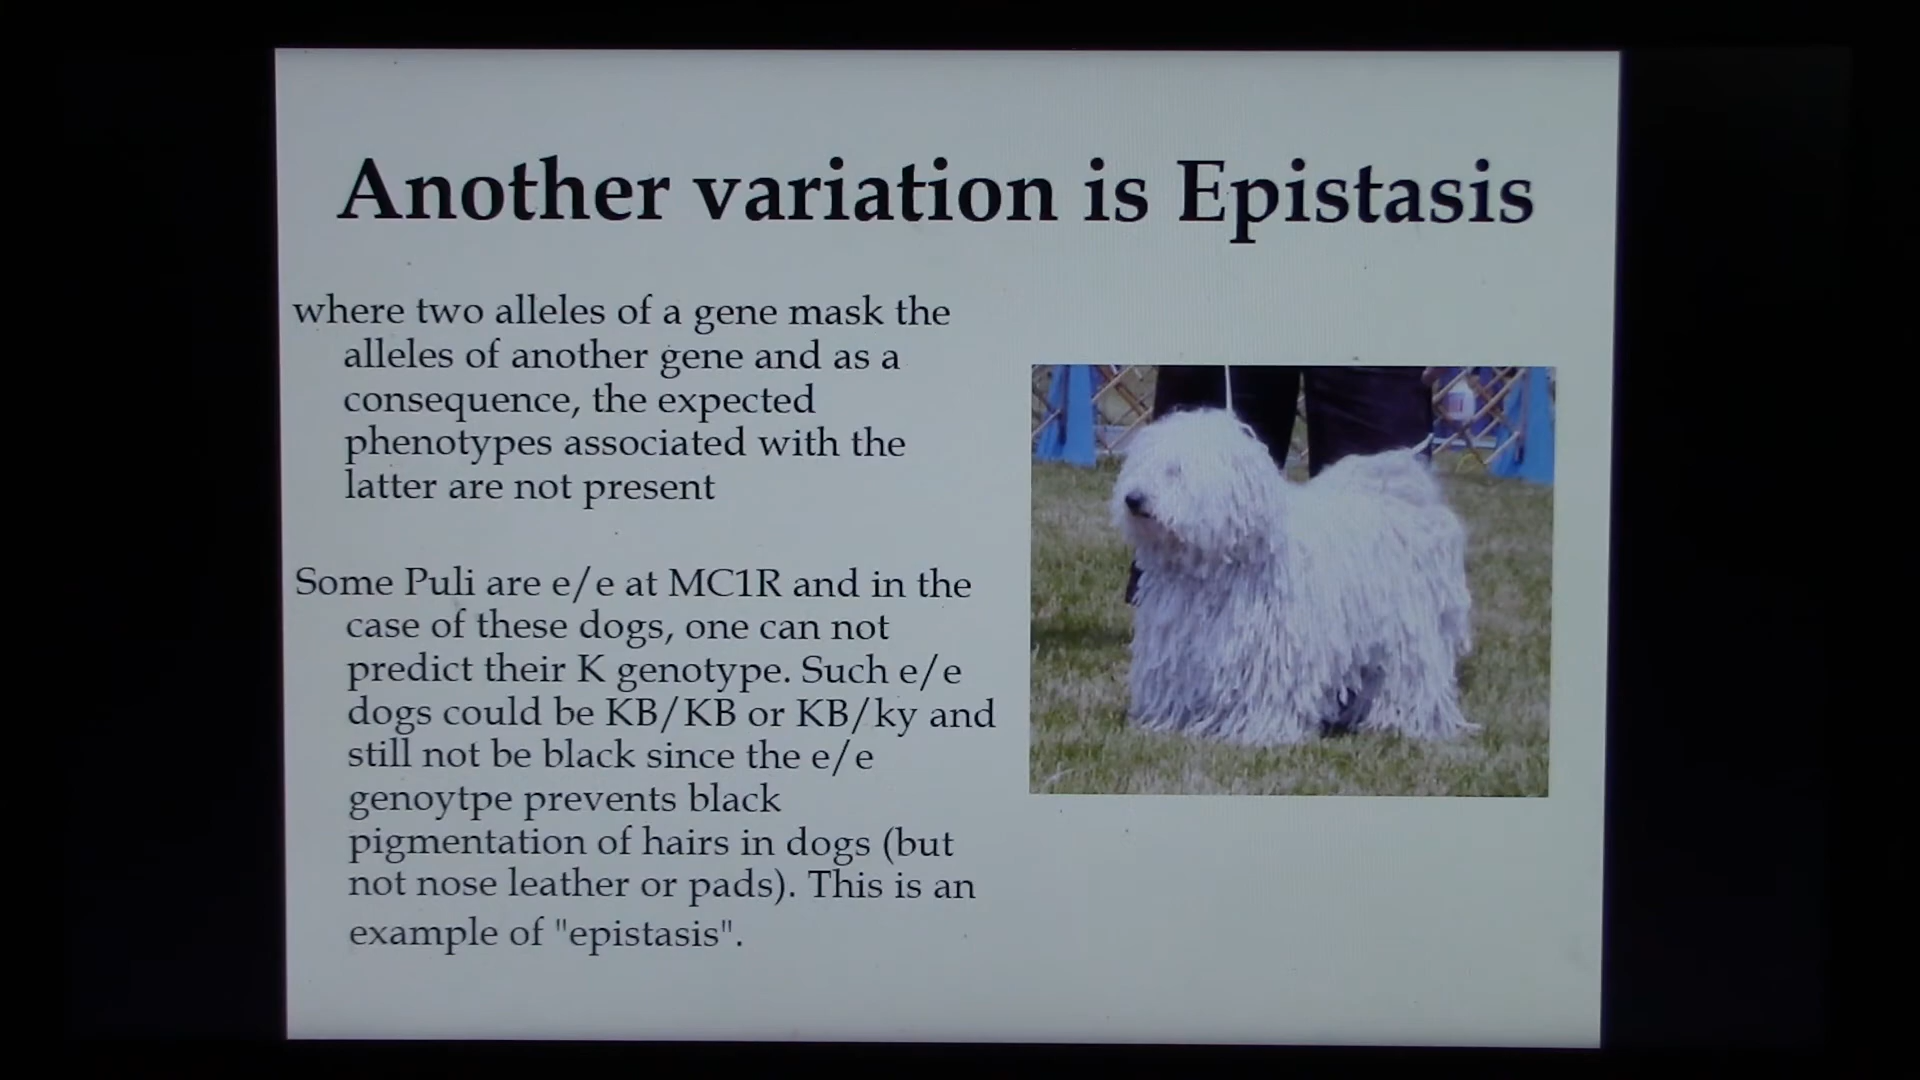 Another variation is Epistasis
where two alleles of a gene mask the
alleles of another gene and as a
consequence, the expected
phenotypes associated with the
latter are not present
Some Puli are e/e at MC1R and in the
case of these dogs, one can not
predict their K genotype. Such e/e
dogs could be KB/KB or KB/ky and
still not be black since the e/e
genoytpe prevents black
pigmentation of hairs in dogs (but
not nose leather or pads). This is an
example of "epistasis".